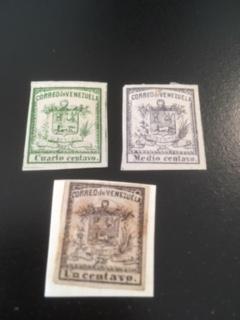 CORREO de VENEZUELA
Cuarto centavo.
CORREO de VENEZUELA
Medio centavo.
CORREO de VENEZUELA
Un centavo.